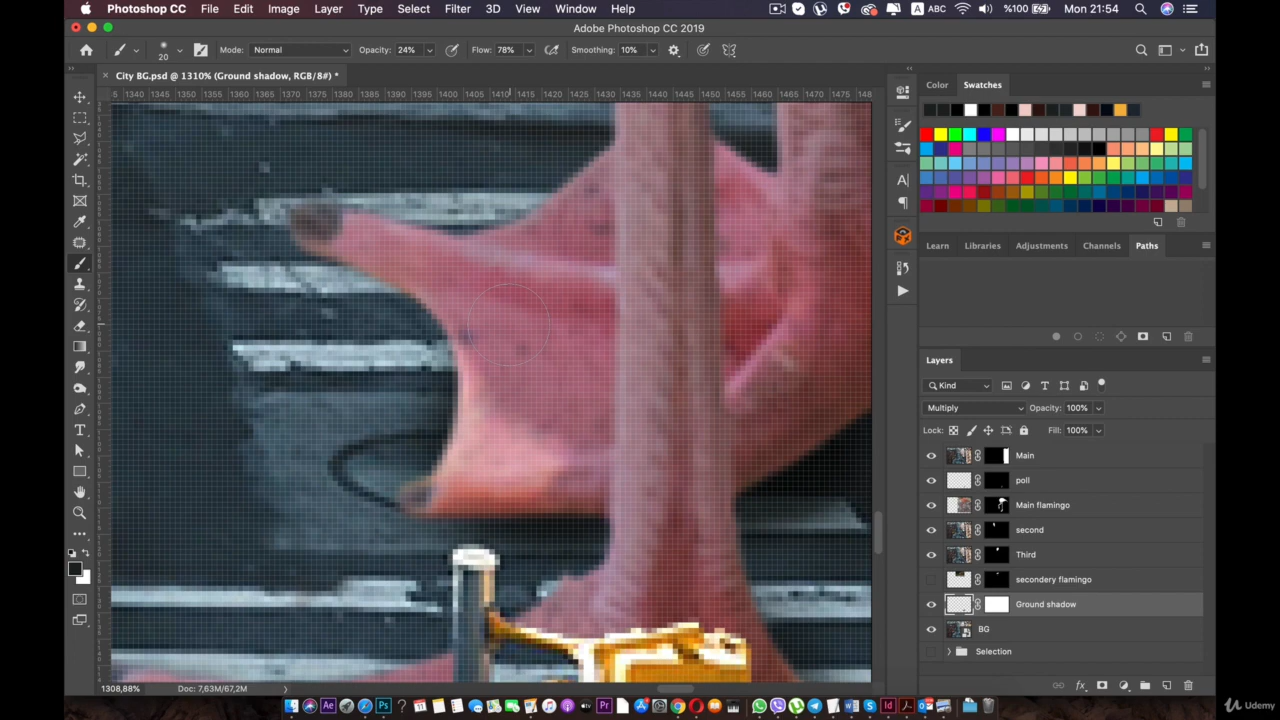 Photoshop CC File Edit Image Layer Type Select Filter 3D View Window Help ABC %100 Mon 21:54
Adobe Photoshop CC 2019
20 Mode: Normal Opacity: 24% Flow: 78% Smoothing: 10%
× City BG.psd @ 1310% (Ground shadow, RGB/8#) *
Color Swatches
5 1340 1345 1350 1355 1360 1365 1370 1375 1380 1385 1390 1395 1400 1405 1410 1415 1420 1425 1430 1435 1440 1445 1450 1455 1460 1465 1470 1475 148
Learn Libraries Adjustments Channels Paths
Layers
Kind
Multiply Opacity: 100%
Lock: Fill: 100%
Main
poll
Main flamingo
second
Third
secondery flamingo
Ground shadow
BG
Selection
1308,88% Doc: 7,63M/67,2M
Udemy